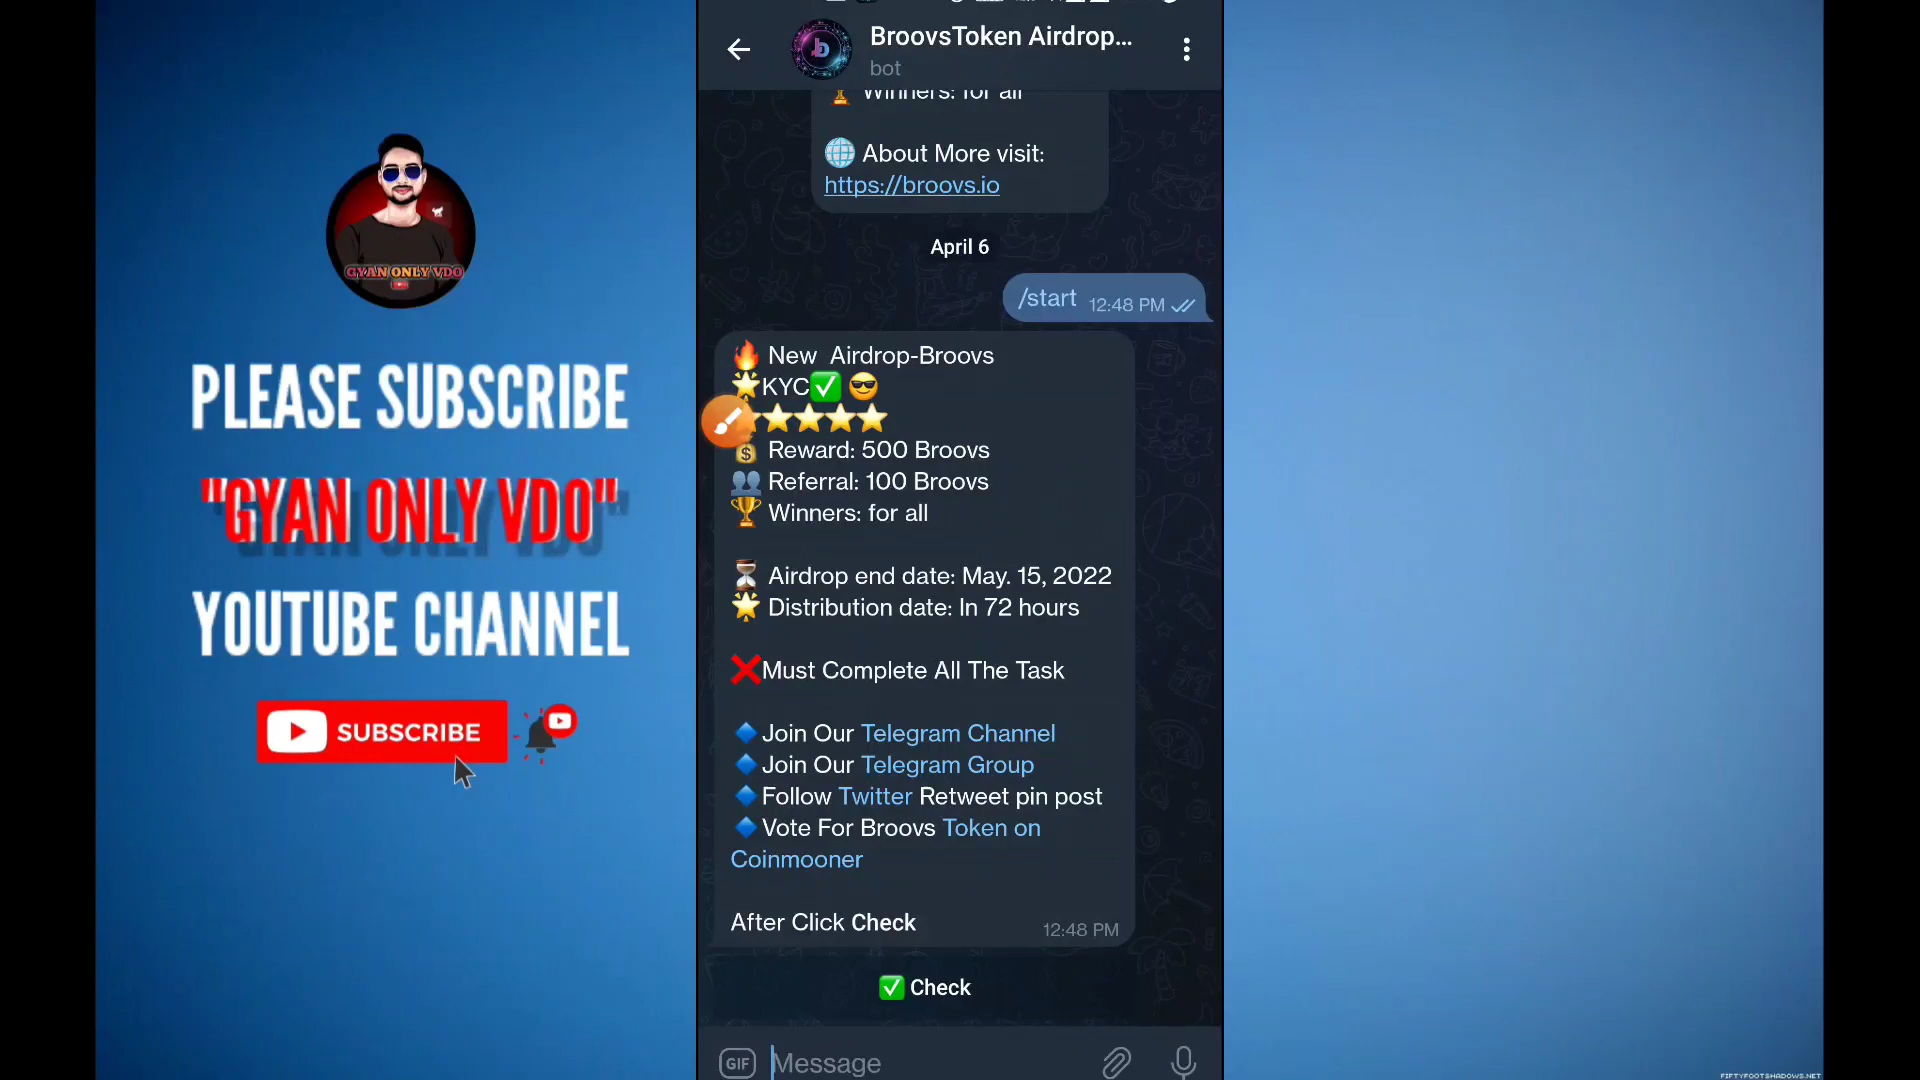 GYAN ONLY VDO
PLEASE SUBSCRIBE
"GYAN ONLY VDO"
YOUTUBE CHANNEL
SUBSCRIBE
BroovsToken Airdrop...
bot
Winners: for all
About More visit:
https://broovs.io
April 6
/start 12:48 PM
New Airdrop-Broovs
KYC
Reward: 500 Broovs
Referral: 100 Broovs
Winners: for all
Airdrop end date: May. 15, 2022
Distribution date: In 72 hours
Must Complete All The Task
Join Our Telegram Channel
Join Our Telegram Group
Follow Twitter Retweet pin post
Vote For Broovs Token on
Coinmooner
After Click Check 12:48 PM
Check
GIF Message
FIFTYFOOTSHADOWS.NET